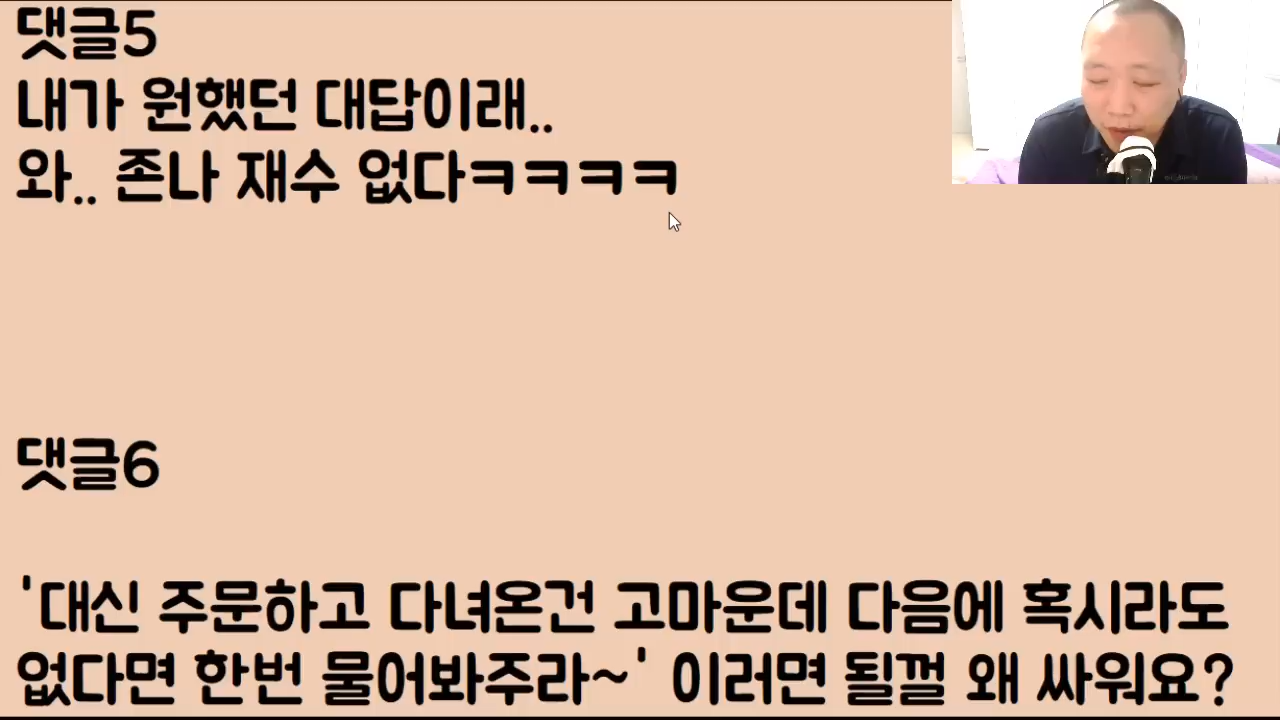 댓글5
내가 원했던 대답이래..
와.. 존나 재수 없다ㅋㅋㅋㅋ
댓글6
'대신 주문하고 다녀온건 고마운데 다음에 혹시라도
없다면 한번 물어봐주라~' 이러면 될껄 왜 싸워요?